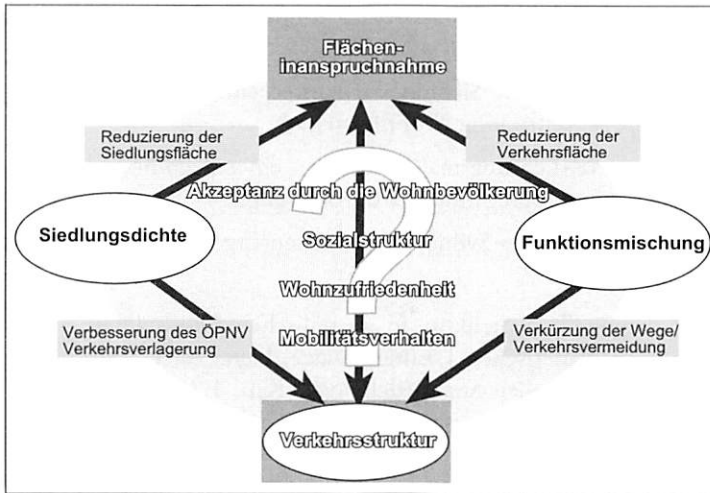 Flächen-
inanspruchnahme
Reduzierung der
Siedlungsfläche
Reduzierung der
Verkehrsfläche
?
Akzeptanz durch die Wohnbevölkerung
Siedlungsdichte
Sozialstruktur
Funktionsmischung
Wohnzufriedenheit
Verbesserung des ÖPNV
Verkehrsverlagerung
Mobilitätsverhalten
Verkürzung der Wege/
Verkehrsvermeidung
Verkehrsstruktur